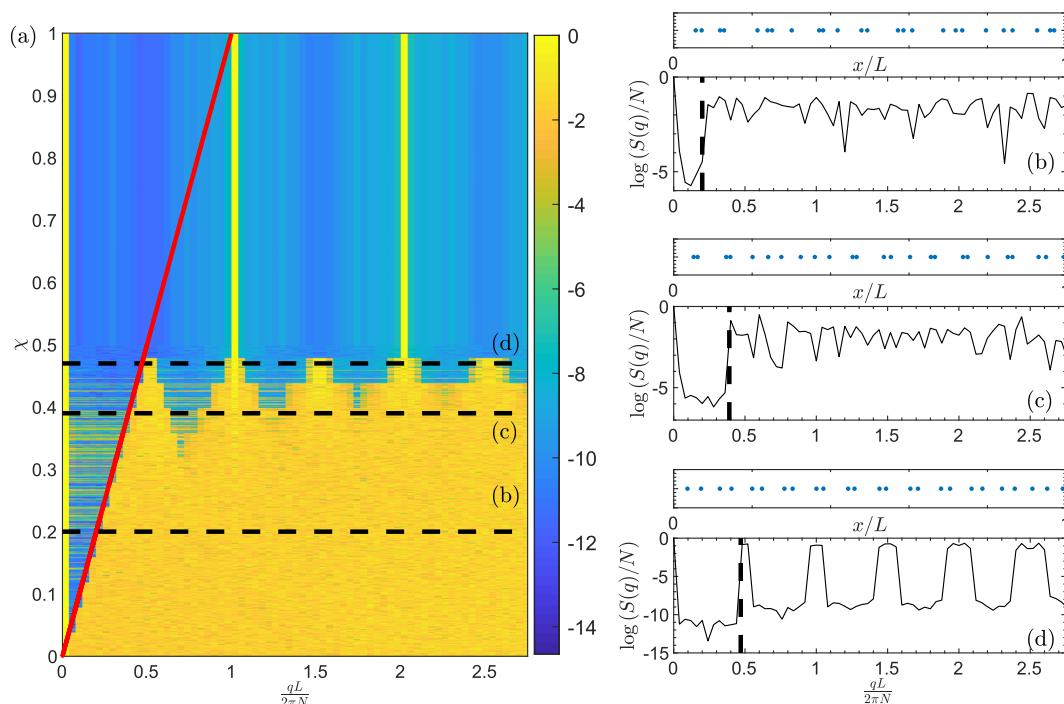 (a)
χ
1
0.9
0.8
0.7
0.6
0.5
0.4
0.3
0.2
0.1
0
0 0.5 1 1.5 2 2.5
qL
2πN
(d)
(c)
(b)
0
-2
-4
-6
-8
-10
-12
-14
0 x/L
log (S(q)/N)
0
-5
(b)
0 0.5 1 1.5 2 2.5
0 x/L
log (S(q)/N)
0
-5
(c)
0 0.5 1 1.5 2 2.5
0 x/L
log (S(q)/N)
0
-5
-10
-15
(d)
0 0.5 1 1.5 2 2.5
qL
2πN